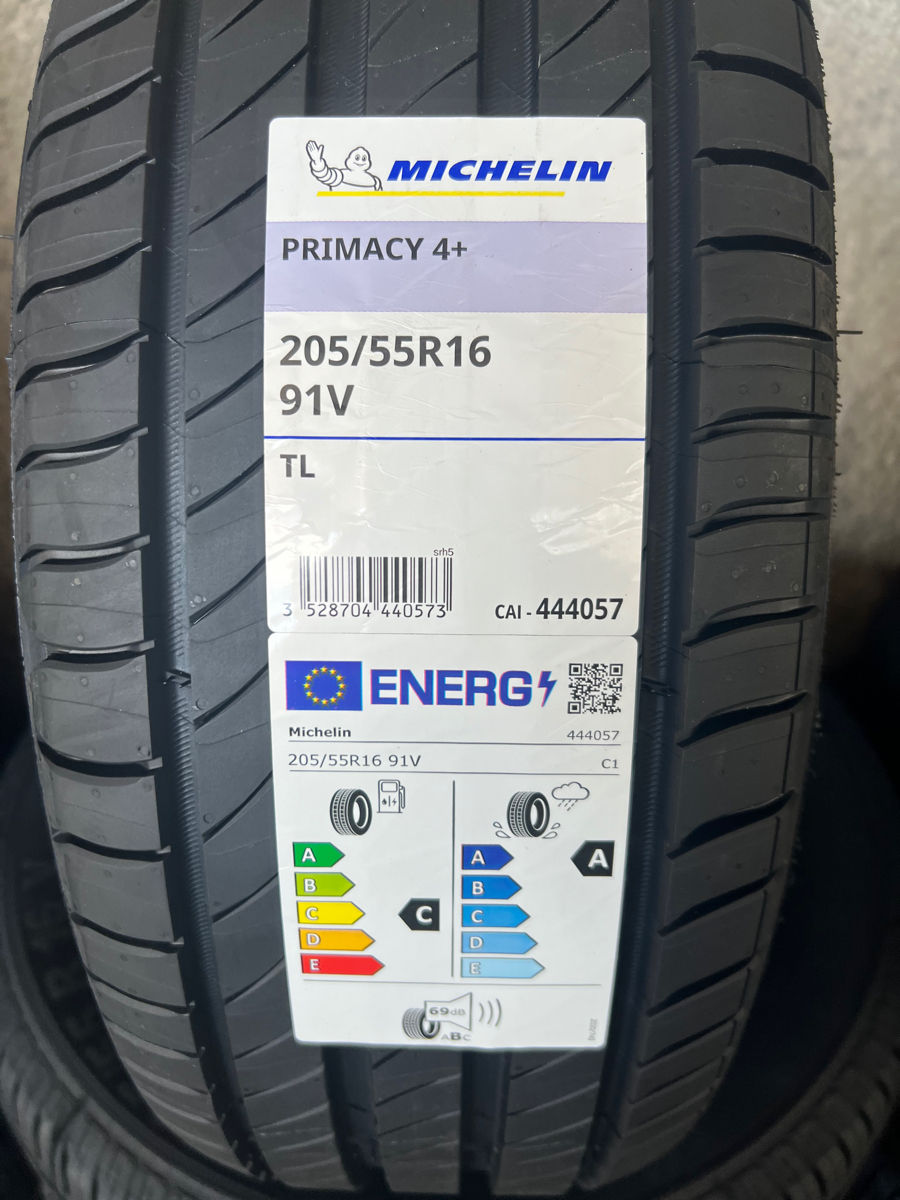 MICHELIN
PRIMACY 4+
205/55R16
91V
TL
srh5
3 528704 440573
CAI - 444057
ENERG
Michelin 444057
205/55R16 91V C1
A A A
B B
C C C
D D
E E
69dB
ABC